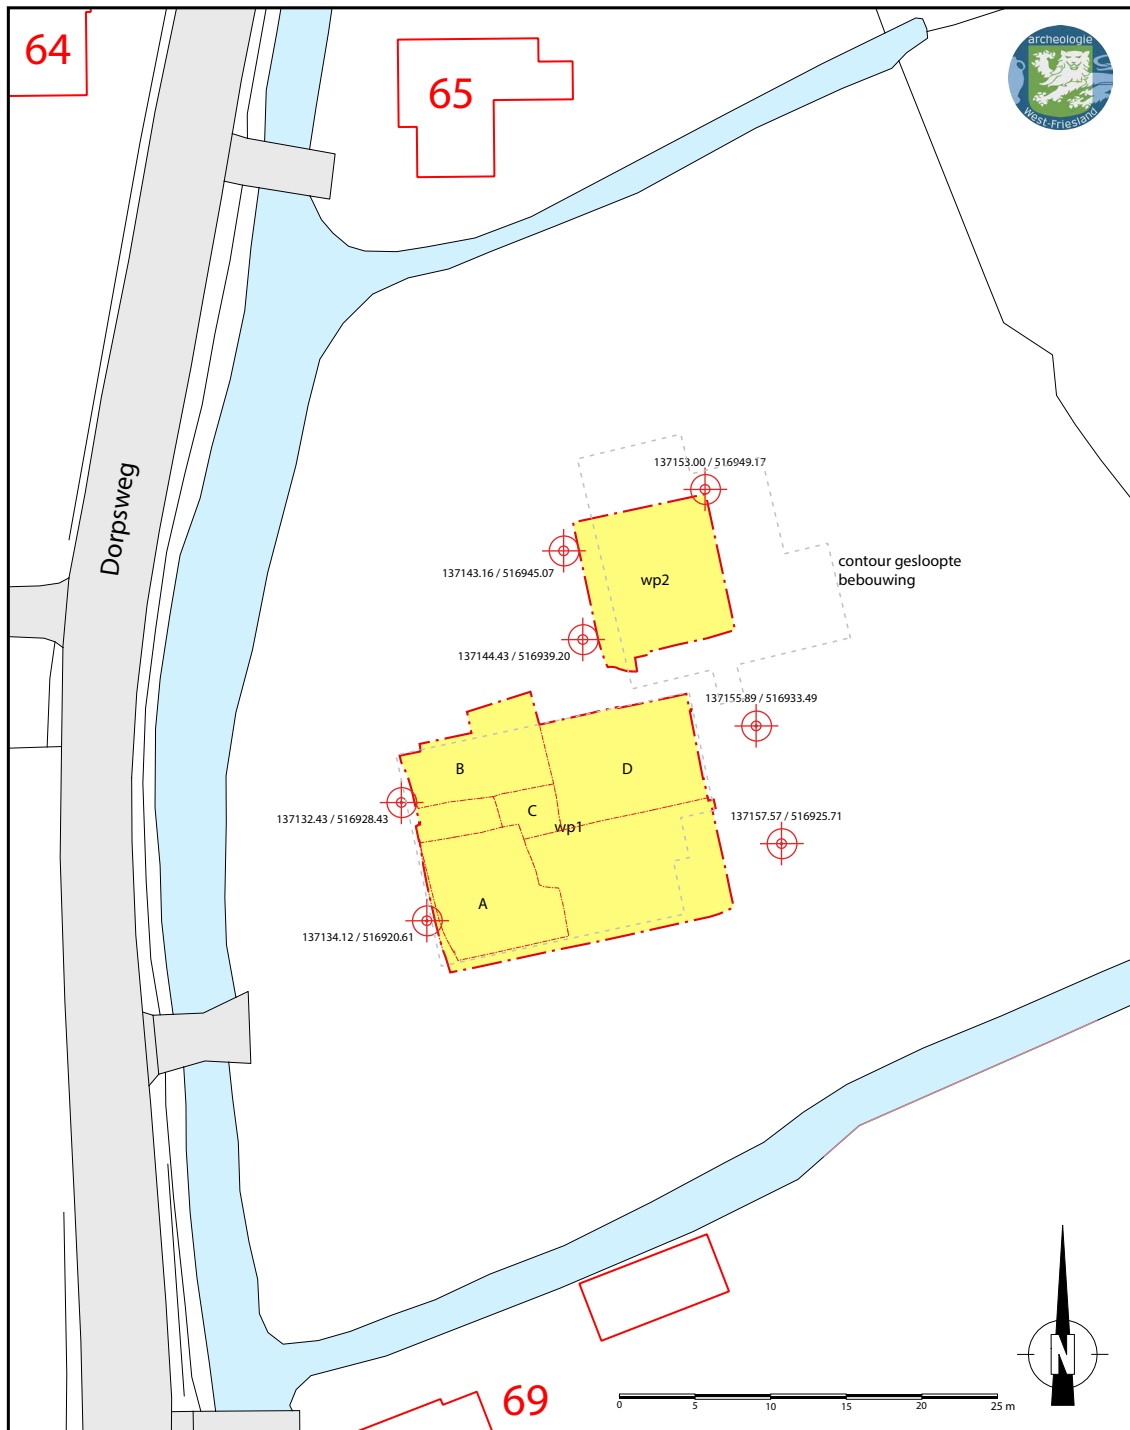 64
65
archeologie
West-Friesland
Dorpsweg
137153.00 / 516949.17
137143.16 / 516945.07
wp2
contour gesloopte
bebouwing
137144.43 / 516939.20
137155.89 / 516933.49
B
D
C
137132.43 / 516928.43
wp1
137157.57 / 516925.71
A
137134.12 / 516920.61
N
69
0 5 10 15 20 25 m